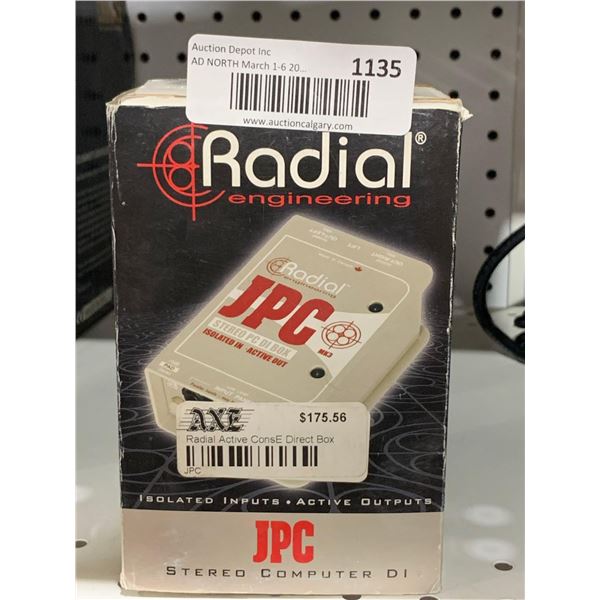 Auction Depot Inc
AD NORTH March 1-6 20...
1135
www.auctioncalgary.com
Radial®
engineering
Radial
JPC
STEREO PC DI BOX
MK3
ISOLATED IN - ACTIVE OUT
AXE
$175.56
Radial Active ConsE Direct Box
JPC
ISOLATED INPUTS • ACTIVE OUTPUTS
JPC
STEREO COMPUTER DI